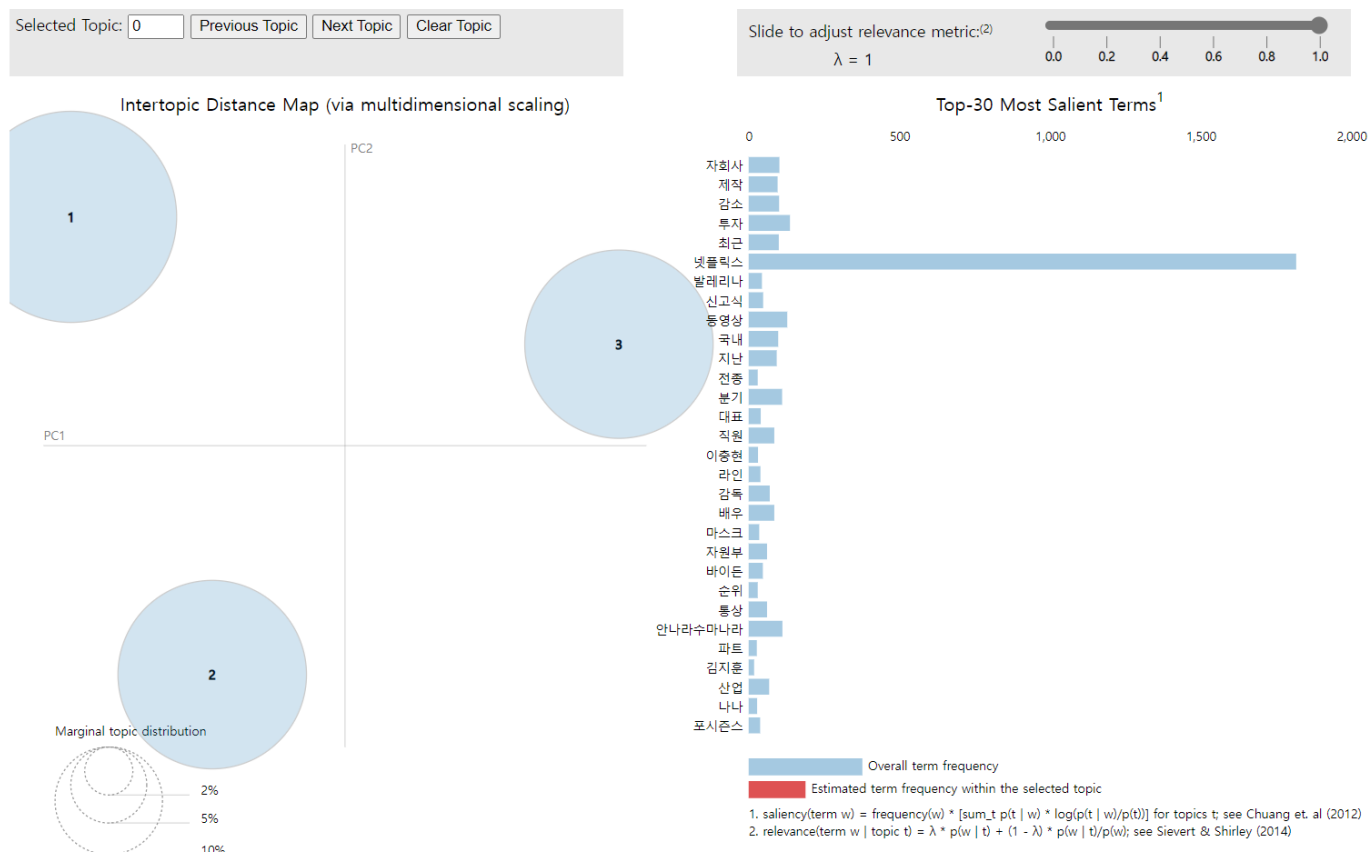 Selected Topic: 0 Previous Topic Next Topic Clear Topic
Slide to adjust relevance metric:(2)
λ = 1
0.0 0.2 0.4 0.6 0.8 1.0
Intertopic Distance Map (via multidimensional scaling)
PC2
PC1
1
3
2
Marginal topic distribution
2%
5%
10%
Top-30 Most Salient Terms1
0 500 1,000 1,500 2,000
자회사
제작
감소
투자
최근
넷플릭스
발레리나
신고식
동영상
국내
지난
전종
분기
대표
직원
이충현
라인
감독
배우
마스크
자원부
바이든
순위
통상
안나라수마나라
파트
김지훈
산업
나나
포시즌스
Overall term frequency
Estimated term frequency within the selected topic
1. saliency(term w) = frequency(w) * [sum_t p(t | w) * log(p(t | w)/p(t))] for topics t; see Chuang et. al (2012)
2. relevance(term w | topic t) = λ * p(w | t) + (1 - λ) * p(w | t)/p(w); see Sievert & Shirley (2014)